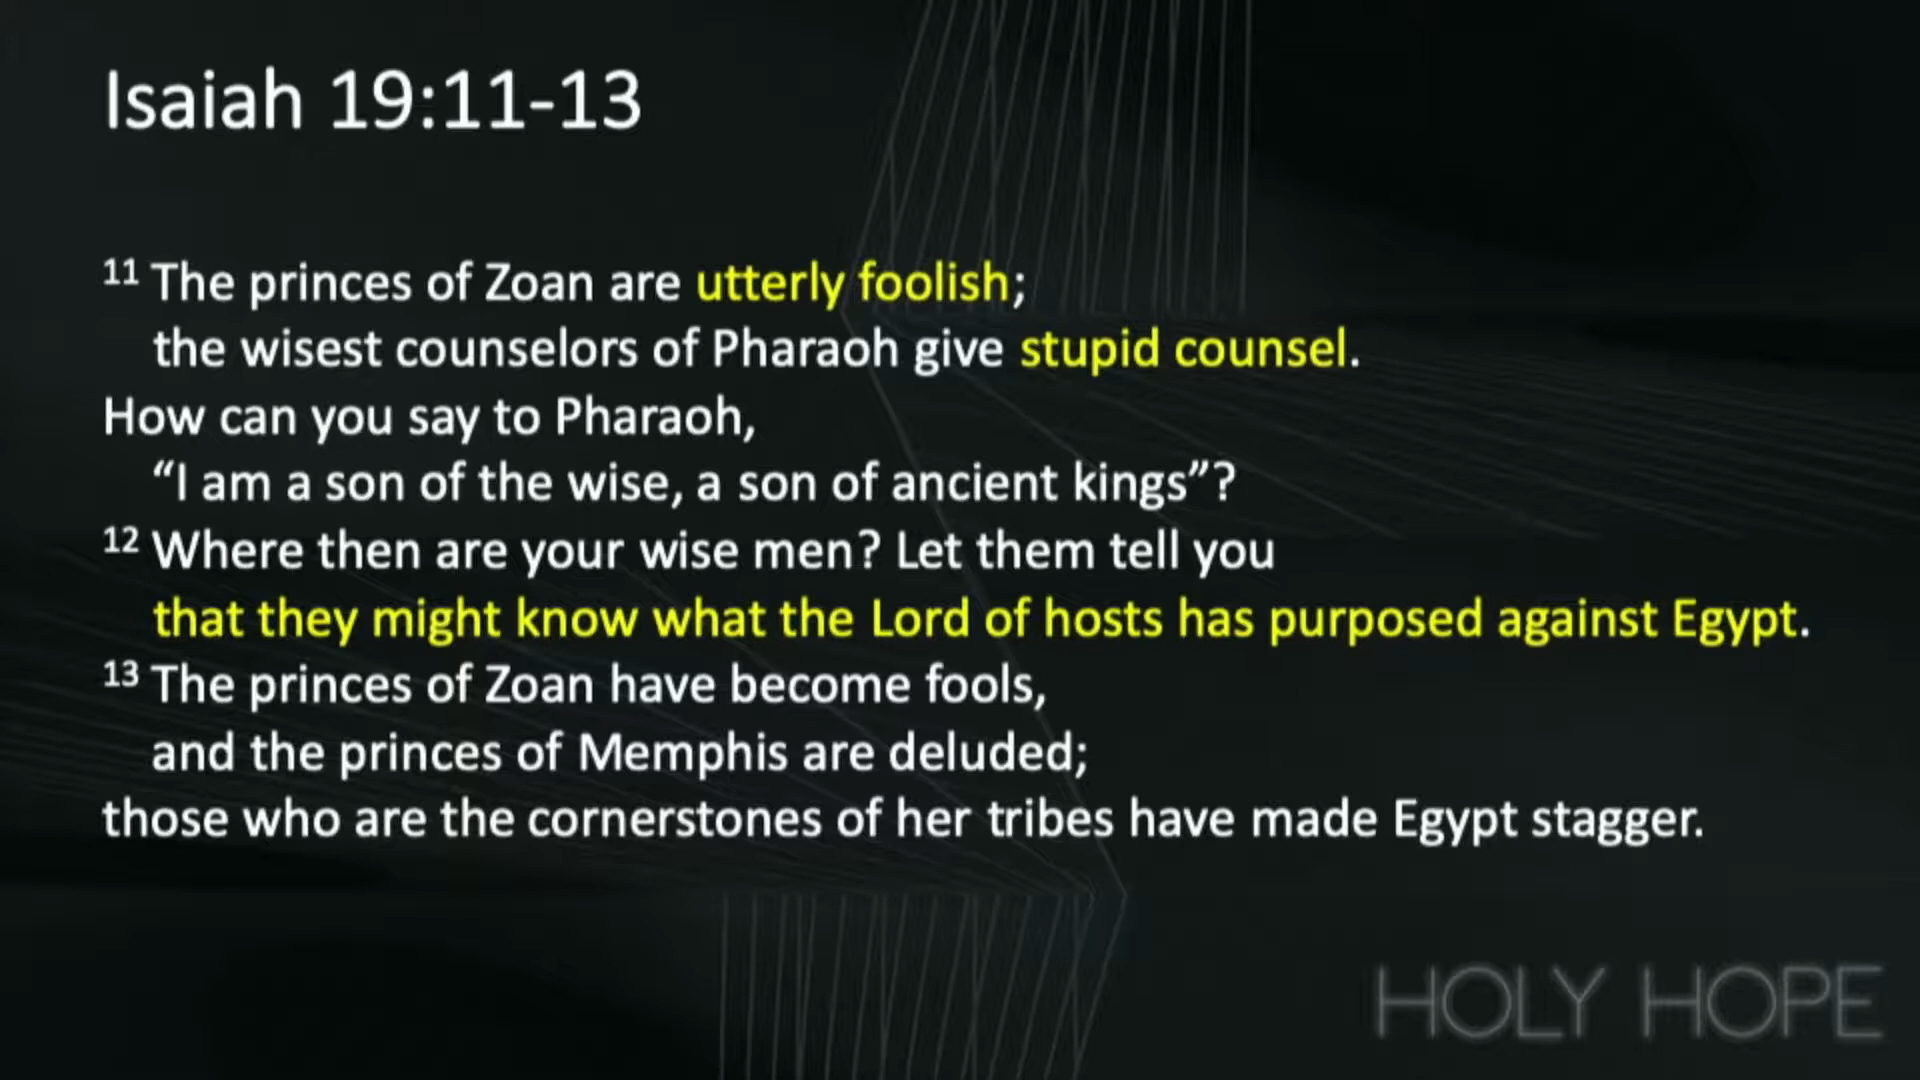 Isaiah 19:11-13
11 The princes of Zoan are utterly foolish;
the wisest counselors of Pharaoh give stupid counsel.
How can you say to Pharaoh,
“I am a son of the wise, a son of ancient kings”?
12 Where then are your wise men? Let them tell you
that they might know what the Lord of hosts has purposed against Egypt.
13 The princes of Zoan have become fools,
and the princes of Memphis are deluded;
those who are the cornerstones of her tribes have made Egypt stagger.
HOLY HOPE